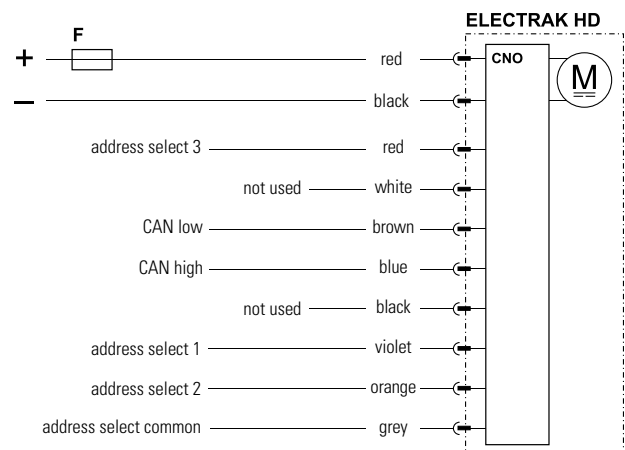 ELECTRAK HD
F
+ red CNO
M
– black
address select 3 red
not used white
CAN low brown
CAN high blue
not used black
address select 1 violet
address select 2 orange
address select common grey